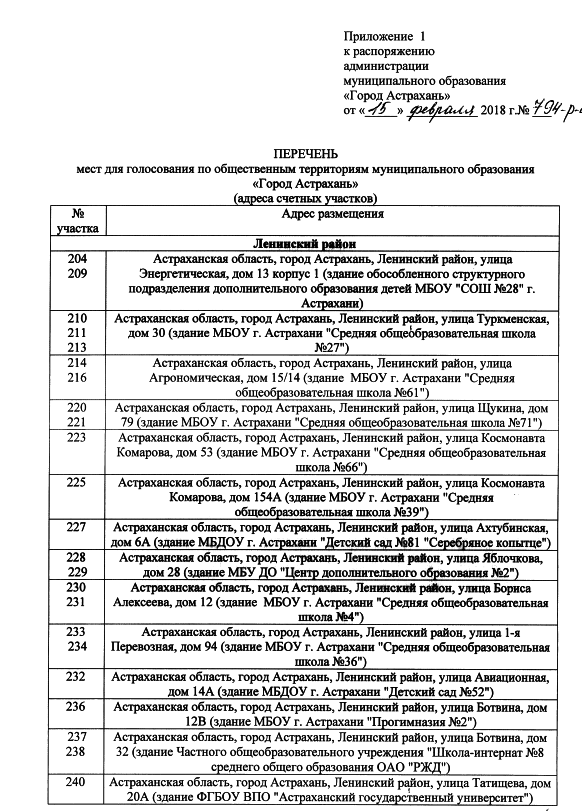 Приложение 1
к распоряжению
администрации
муниципального образования
«Город Астрахань»
от «15» февраля 2018 г.№ 794-р-
ПЕРЕЧЕНЬ
мест для голосования по общественным территориям муниципального образования
«Город Астрахань»
(адреса счетных участков)
№ участка Адрес размещения
Ленинский район
204 Астраханская область, город Астрахань, Ленинский район, улица
209 Энергетическая, дом 13 корпус 1 (здание обособленного структурного
подразделения дополнительного образования детей МБОУ "СОШ №28" г.
Астрахани)
210 Астраханская область, город Астрахань, Ленинский район, улица Туркменская,
211 дом 30 (здание МБОУ г. Астрахани "Средняя общеобразовательная школа
213 №27")
214 Астраханская область, город Астрахань, Ленинский район, улица
216 Агрономическая, дом 15/14 (здание МБОУ г. Астрахани "Средняя
общеобразовательная школа №61")
220 Астраханская область, город Астрахань, Ленинский район, улица Щукина, дом
221 79 (здание МБОУ г. Астрахани "Средняя общеобразовательная школа №71")
223 Астраханская область, город Астрахань, Ленинский район, улица Космонавта
Комарова, дом 53 (здание МБОУ г. Астрахани "Средняя общеобразовательная
школа №66")
225 Астраханская область, город Астрахань, Ленинский район, улица Космонавта
Комарова, дом 154А (здание МБОУ г. Астрахани "Средняя
общеобразовательная школа №39")
227 Астраханская область, город Астрахань, Ленинский район, улица Ахтубинская,
дом 6А (здание МБДОУ г. Астрахани "Детский сад №81 "Серебряное копытце")
228 Астраханская область, город Астрахань, Ленинский район, улица Яблочкова,
229 дом 28 (здание МБУ ДО "Центр дополнительного образования №2")
230 Астраханская область, город Астрахань, Ленинский район, улица Бориса
231 Алексеева, дом 12 (здание МБОУ г. Астрахани "Средняя общеобразовательная
школа №4")
233 Астраханская область, город Астрахань, Ленинский район, улица 1-я
234 Перевозная, дом 94 (здание МБОУ г. Астрахани "Средняя общеобразовательная
школа №36")
232 Астраханская область, город Астрахань, Ленинский район, улица Авиационная,
дом 14А (здание МБДОУ г. Астрахани "Детский сад №52")
236 Астраханская область, город Астрахань, Ленинский район, улица Ботвина, дом
12В (здание МБОУ г. Астрахани "Прогимназия №2")
237 Астраханская область, город Астрахань, Ленинский район, улица Ботвина, дом
238 32 (здание Частного общеобразовательного учреждения "Школа-интернат №8
среднего общего образования ОАО "РЖД")
240 Астраханская область, город Астрахань, Ленинский район, улица Татищева, дом
20А (здание ФГБОУ ВПО "Астраханский государственный университет")